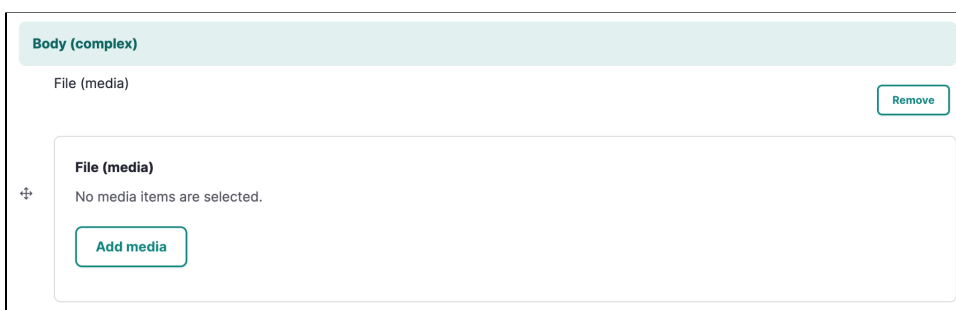 Body (complex)
File (media)
Remove
File (media)
No media items are selected.
Add media